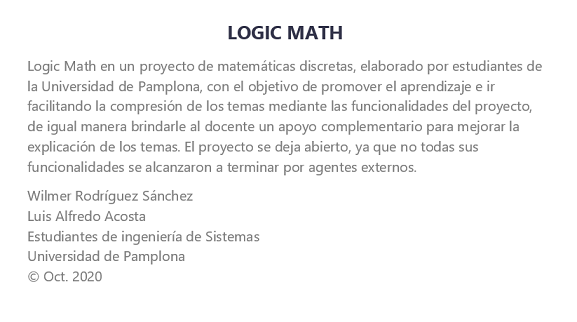 LOGIC MATH
Logic Math en un proyecto de matemáticas discretas, elaborado por estudiantes de
la Universidad de Pamplona, con el objetivo de promover el aprendizaje e ir
facilitando la compresión de los temas mediante las funcionalidades del proyecto,
de igual manera brindarle al docente un apoyo complementario para mejorar la
explicación de los temas. El proyecto se deja abierto, ya que no todas sus
funcionalidades se alcanzaron a terminar por agentes externos.
Wilmer Rodríguez Sánchez
Luis Alfredo Acosta
Estudiantes de ingeniería de Sistemas
Universidad de Pamplona
© Oct. 2020